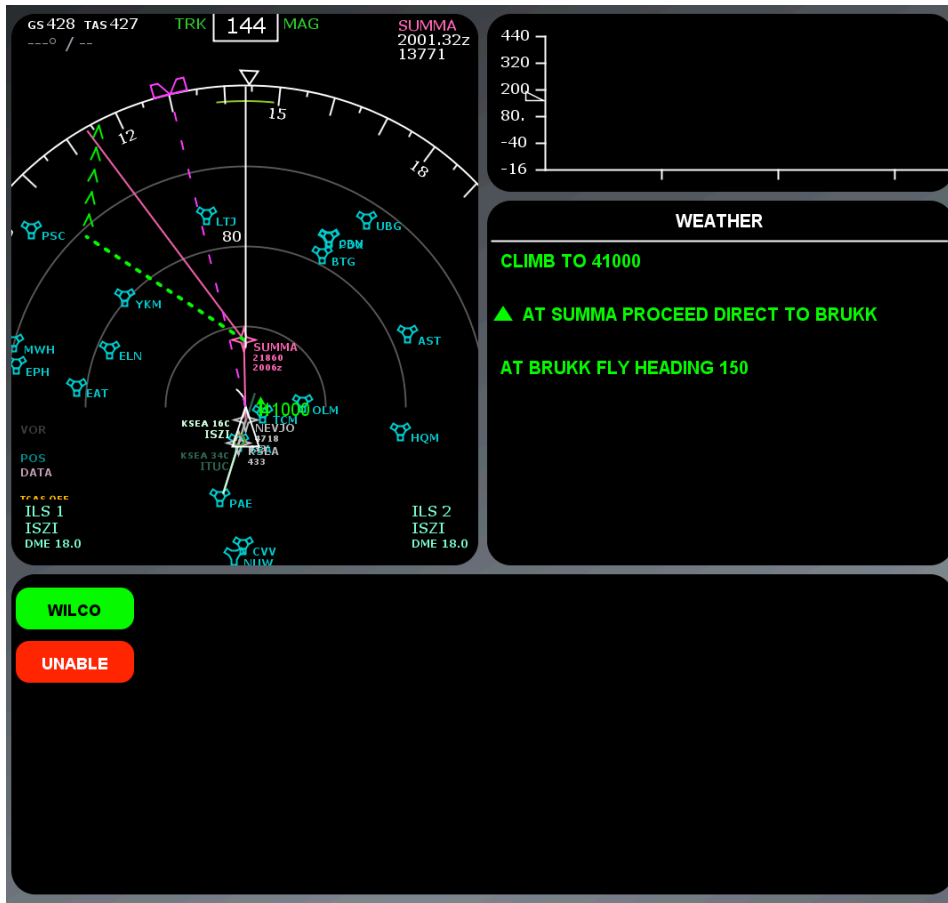 GS 428 TAS 427
TRK 144 MAG
SUMMA
2001.32z
13771
---° / --
12
15
18
80
PSC
LTJ
UBG
BTG
YKM
MWH
ELN
EPH
EAT
AST
SUMMA
21860
2006z
41000
OLM
TCM
HQM
KSEA 16C
ISZI
NEVJO
4718
KSEA 34C
ITUC
KSEA
433
VOR
POS
DATA
TCAS OFF
PAE
CVV
NUW
ILS 1
ISZI
DME 18.0
ILS 2
ISZI
DME 18.0
440
320
200
80.
-40
-16
WEATHER
CLIMB TO 41000
AT SUMMA PROCEED DIRECT TO BRUKK
AT BRUKK FLY HEADING 150
WILCO
UNABLE